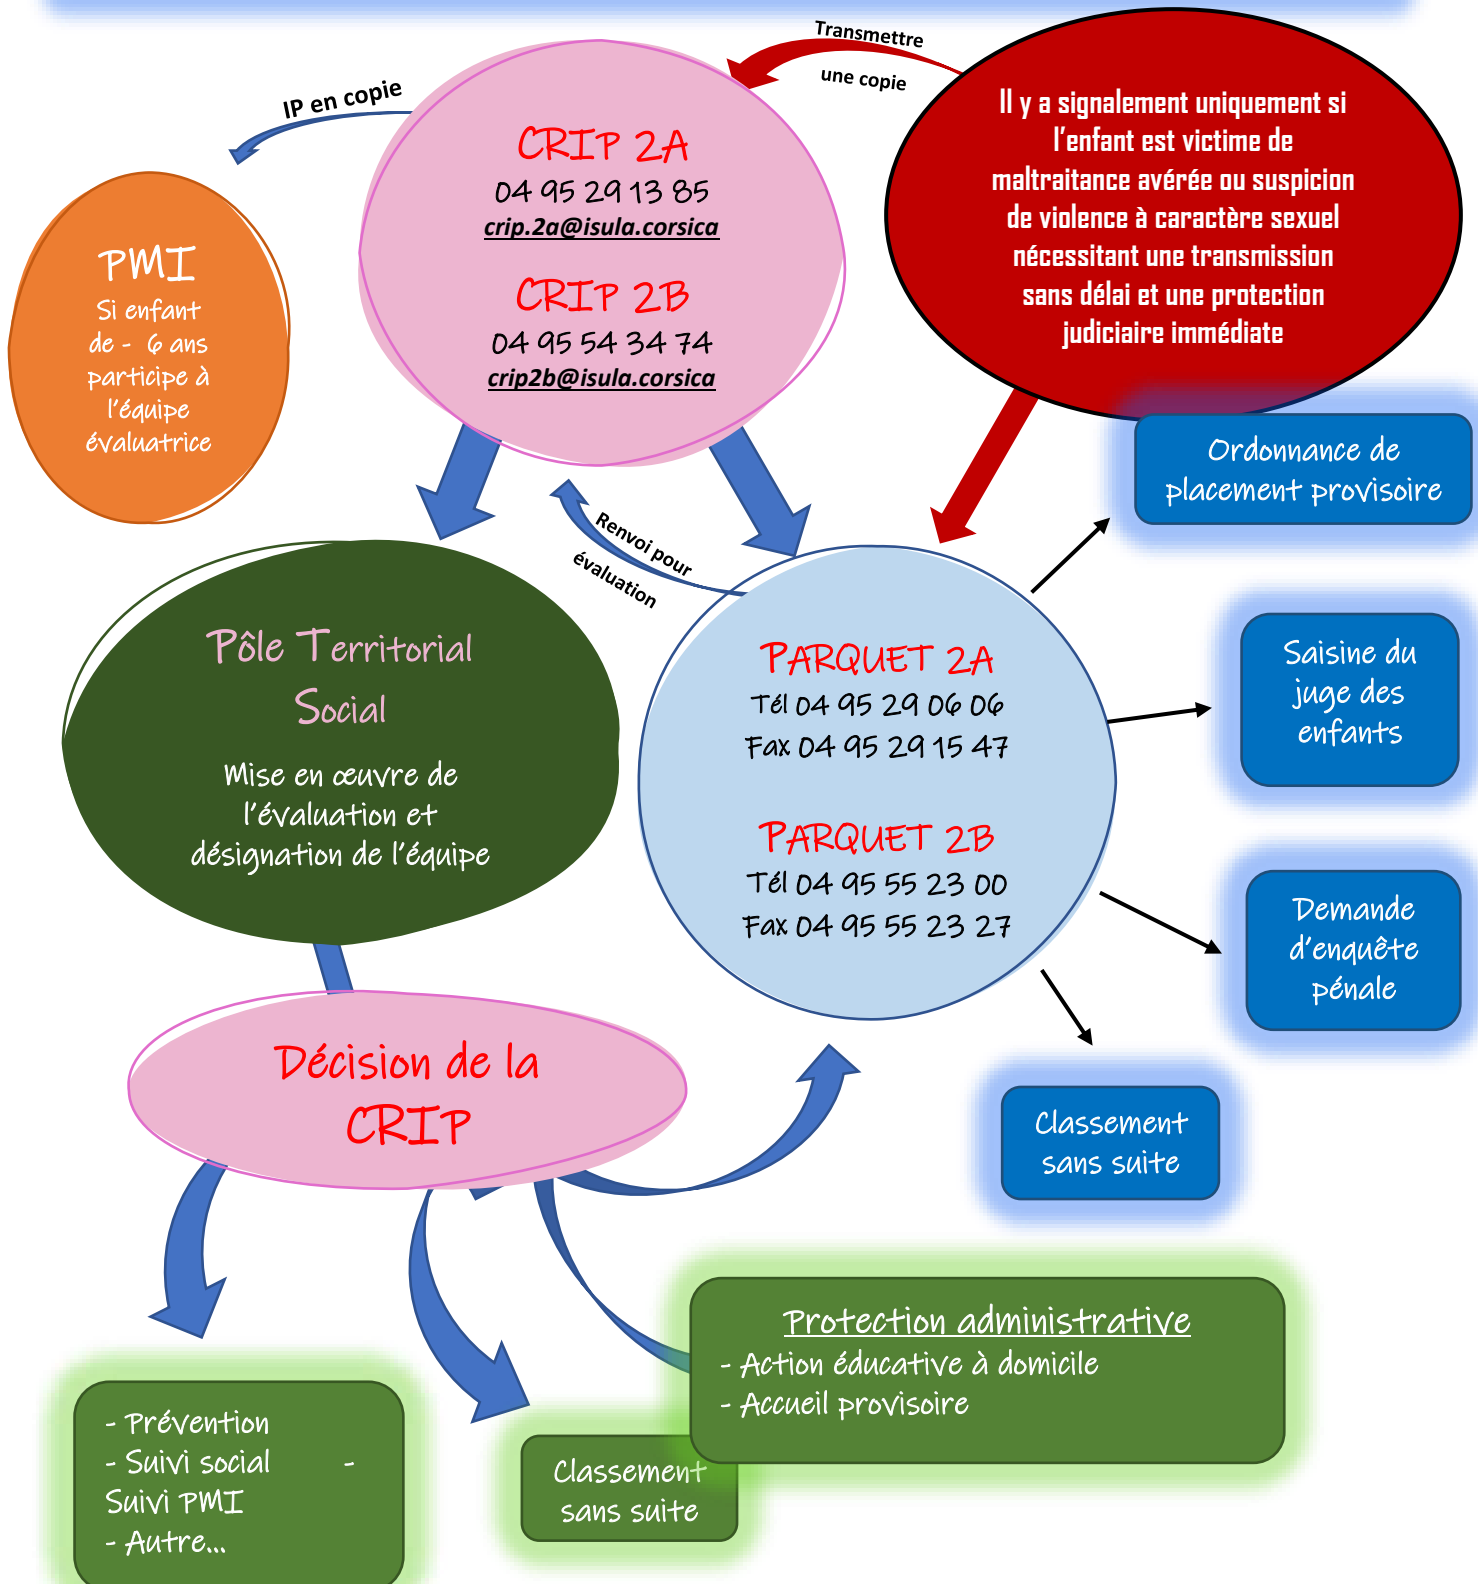 Transmettre
une copie
IP en copie
Il y a signalement uniquement si
l'enfant est victime de
maltraitance avérée ou suspicion
de violence à caractère sexuel
nécessitant une transmission
sans délai et une protection
judiciaire immédiate
CRIP 2A
04 95 29 13 85
crip.2a@isula.corsica
CRIP 2B
04 95 54 34 74
crip2b@isula.corsica
PMI
Si enfant
de - 6 ans
participe à
l'équipe
évaluatrice
Ordonnance de
placement provisoire
Renvoi pour
évaluation
Pôle Territorial
Social
Mise en œuvre de
l'évaluation et
désignation de l'équipe
PARQUET 2A
Tél 04 95 29 06 06
Fax 04 95 29 15 47
PARQUET 2B
Tél 04 95 55 23 00
Fax 04 95 55 23 27
Saisine du
juge des
enfants
Demande
d'enquête
pénale
Décision de la
CRIP
Classement
sans suite
Protection administrative
- Action éducative à domicile
- Accueil provisoire
- Prévention
- Suivi social -
Suivi PMI
- Autre...
Classement
sans suite